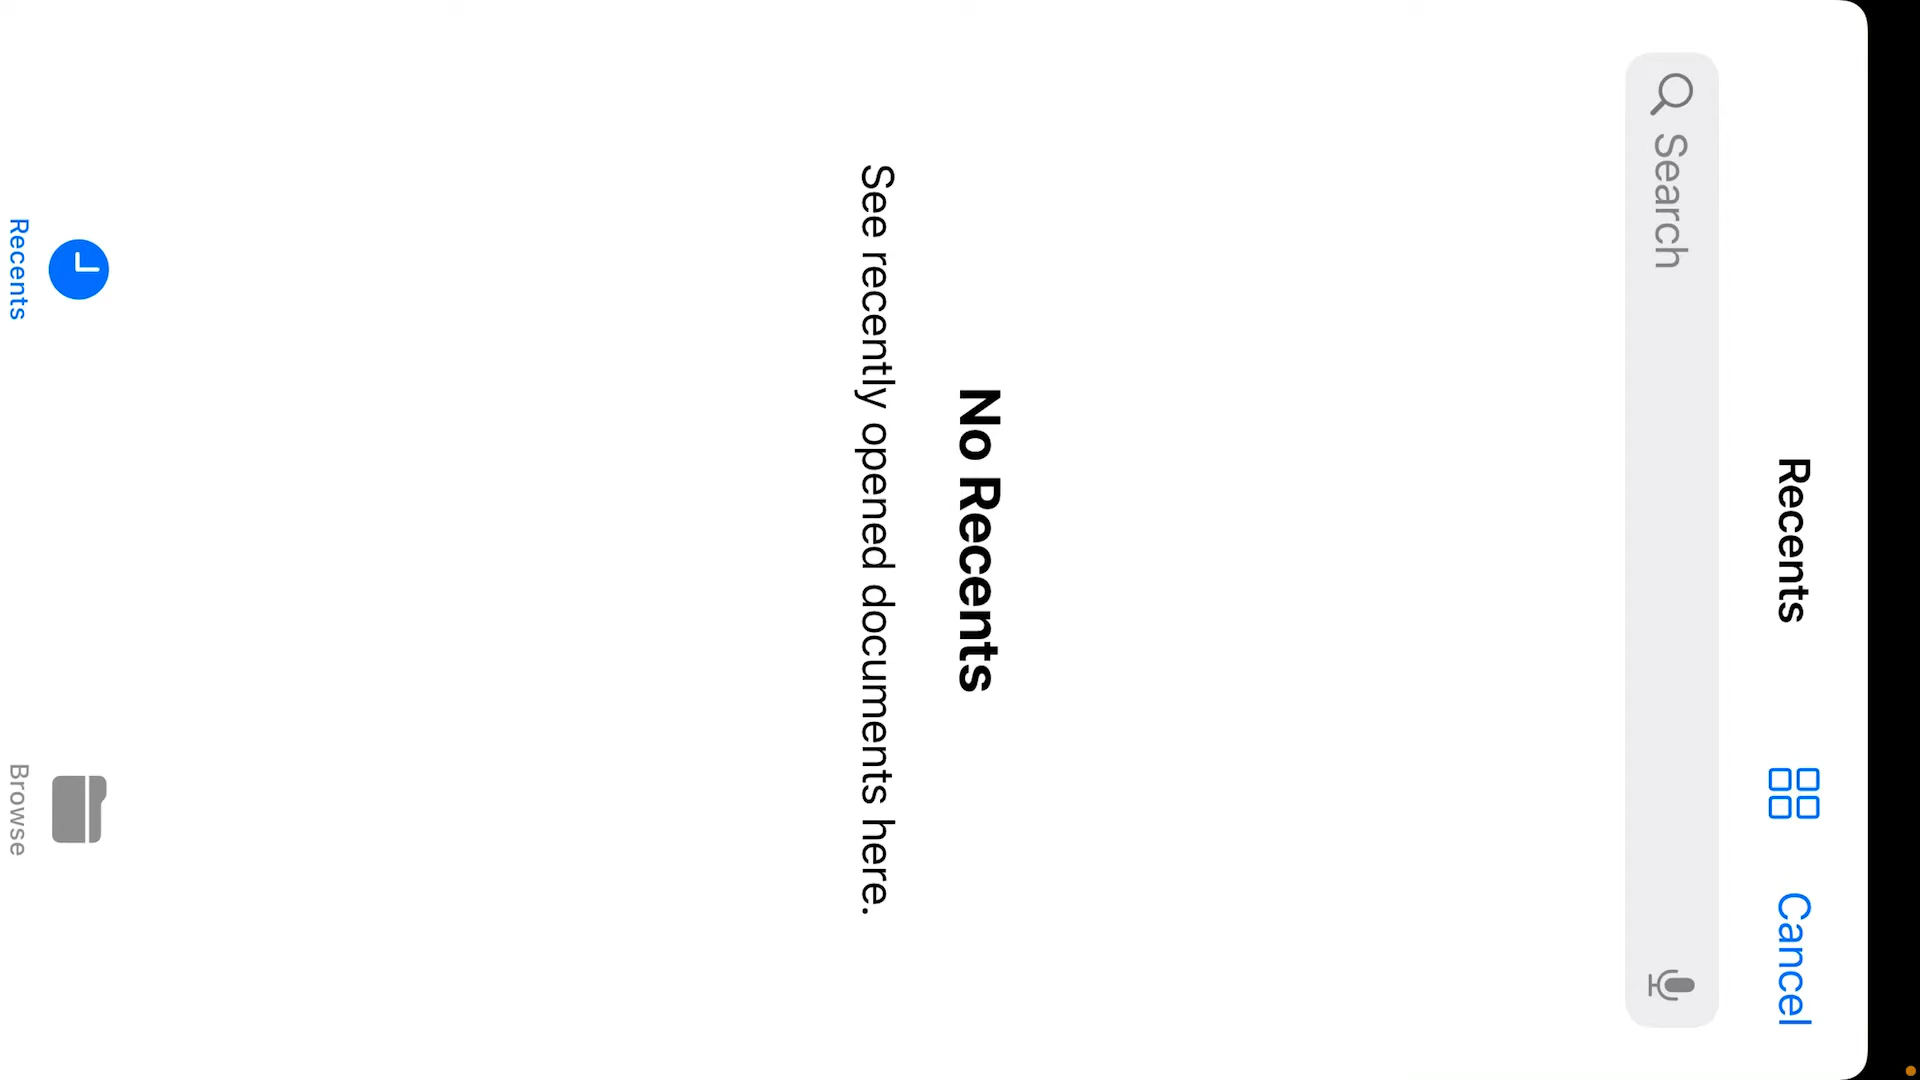 Recents
Cancel
Search
No Recents
See recently opened documents here.
Recents
Browse